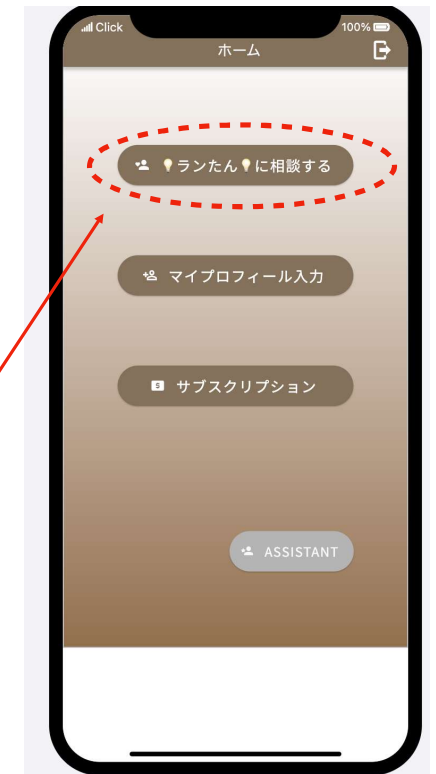 Click
100%
ホーム
💡ランたん💡に相談する
マイプロフィール入力
サブスクリプション
ASSISTANT